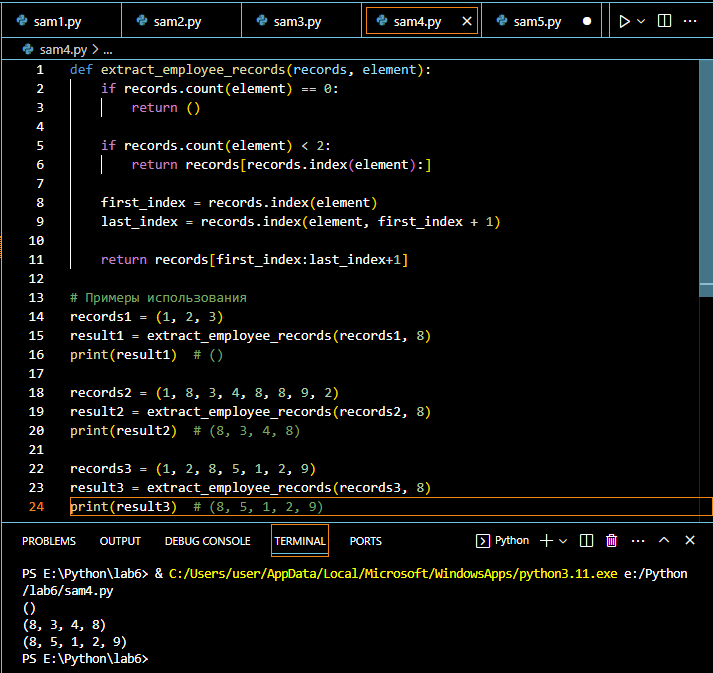 sam1.py sam2.py sam3.py sam4.py sam5.py
sam4.py > ...
1 def extract_employee_records(records, element):
2     if records.count(element) == 0:
3         return ()
4
5     if records.count(element) < 2:
6         return records[records.index(element):]
7
8     first_index = records.index(element)
9     last_index = records.index(element, first_index + 1)
10
11     return records[first_index:last_index+1]
12
13 # Примеры использования
14 records1 = (1, 2, 3)
15 result1 = extract_employee_records(records1, 8)
16 print(result1)  # ()
17
18 records2 = (1, 8, 3, 4, 8, 8, 9, 2)
19 result2 = extract_employee_records(records2, 8)
20 print(result2)  # (8, 3, 4, 8)
21
22 records3 = (1, 2, 8, 5, 1, 2, 9)
23 result3 = extract_employee_records(records3, 8)
24 print(result3)  # (8, 5, 1, 2, 9)
PROBLEMS OUTPUT DEBUG CONSOLE TERMINAL PORTS Python
PS E:\Python\lab6> & C:/Users/user/AppData/Local/Microsoft/WindowsApps/python3.11.exe e:/Python
/lab6/sam4.py
()
(8, 3, 4, 8)
(8, 5, 1, 2, 9)
PS E:\Python\lab6>